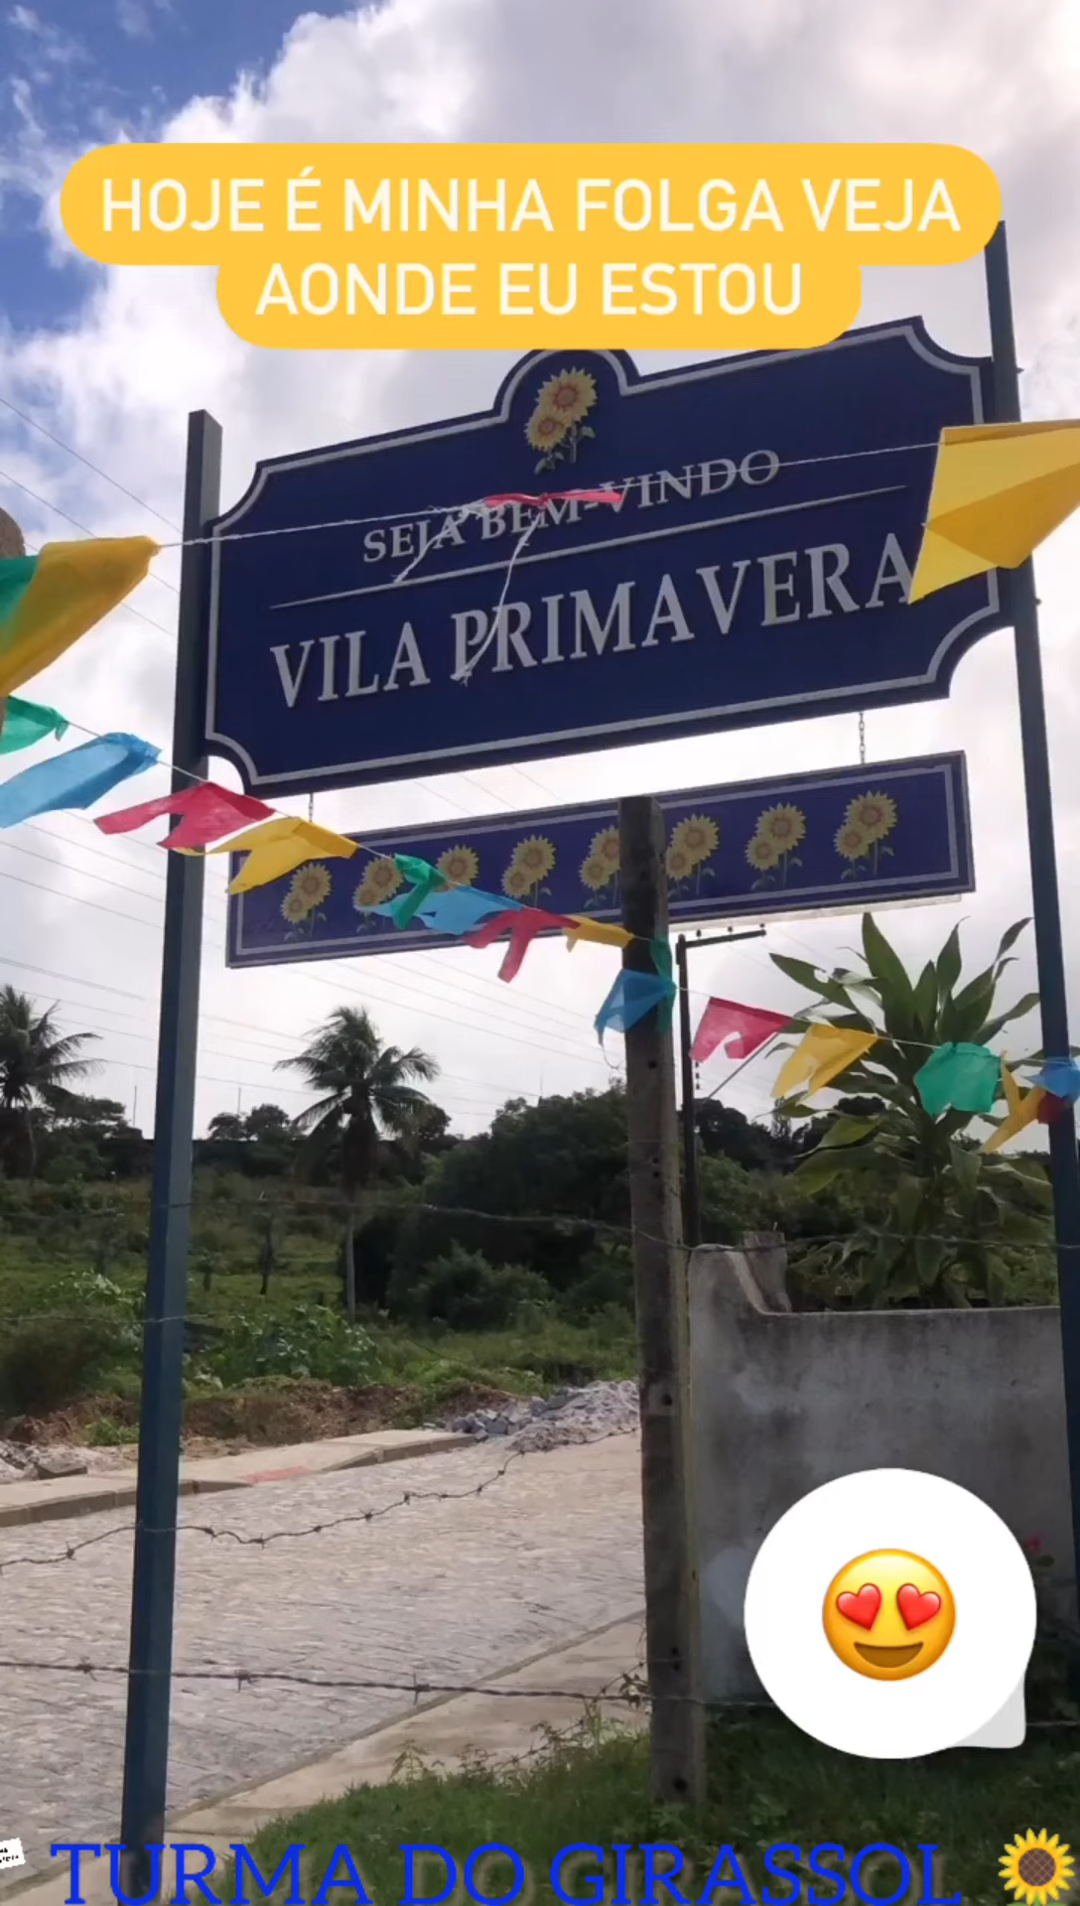 HOJE É MINHA FOLGA VEJA
AONDE EU ESTOU
SEJA BEM-VINDO
VILA PRIMAVERA
TURMA DO GIRASSOL